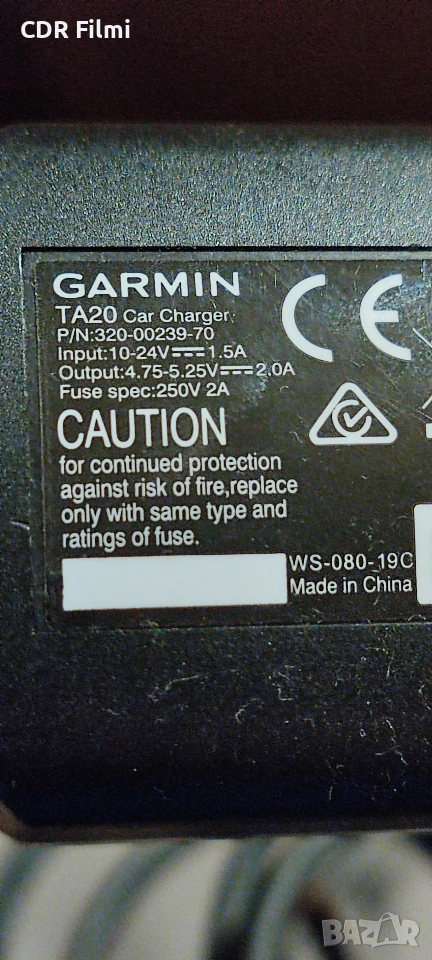 CDR Filmi
GARMIN
TA20 Car Charger
P/N:320-00239-70
Input:10-24V⎓1.5A
Output:4.75-5.25V⎓2.0A
Fuse spec:250V 2A
CAUTION
for continued protection
against risk of fire,replace
only with same type and
ratings of fuse.
CE
WS-080-19C
Made in China
BAZAR